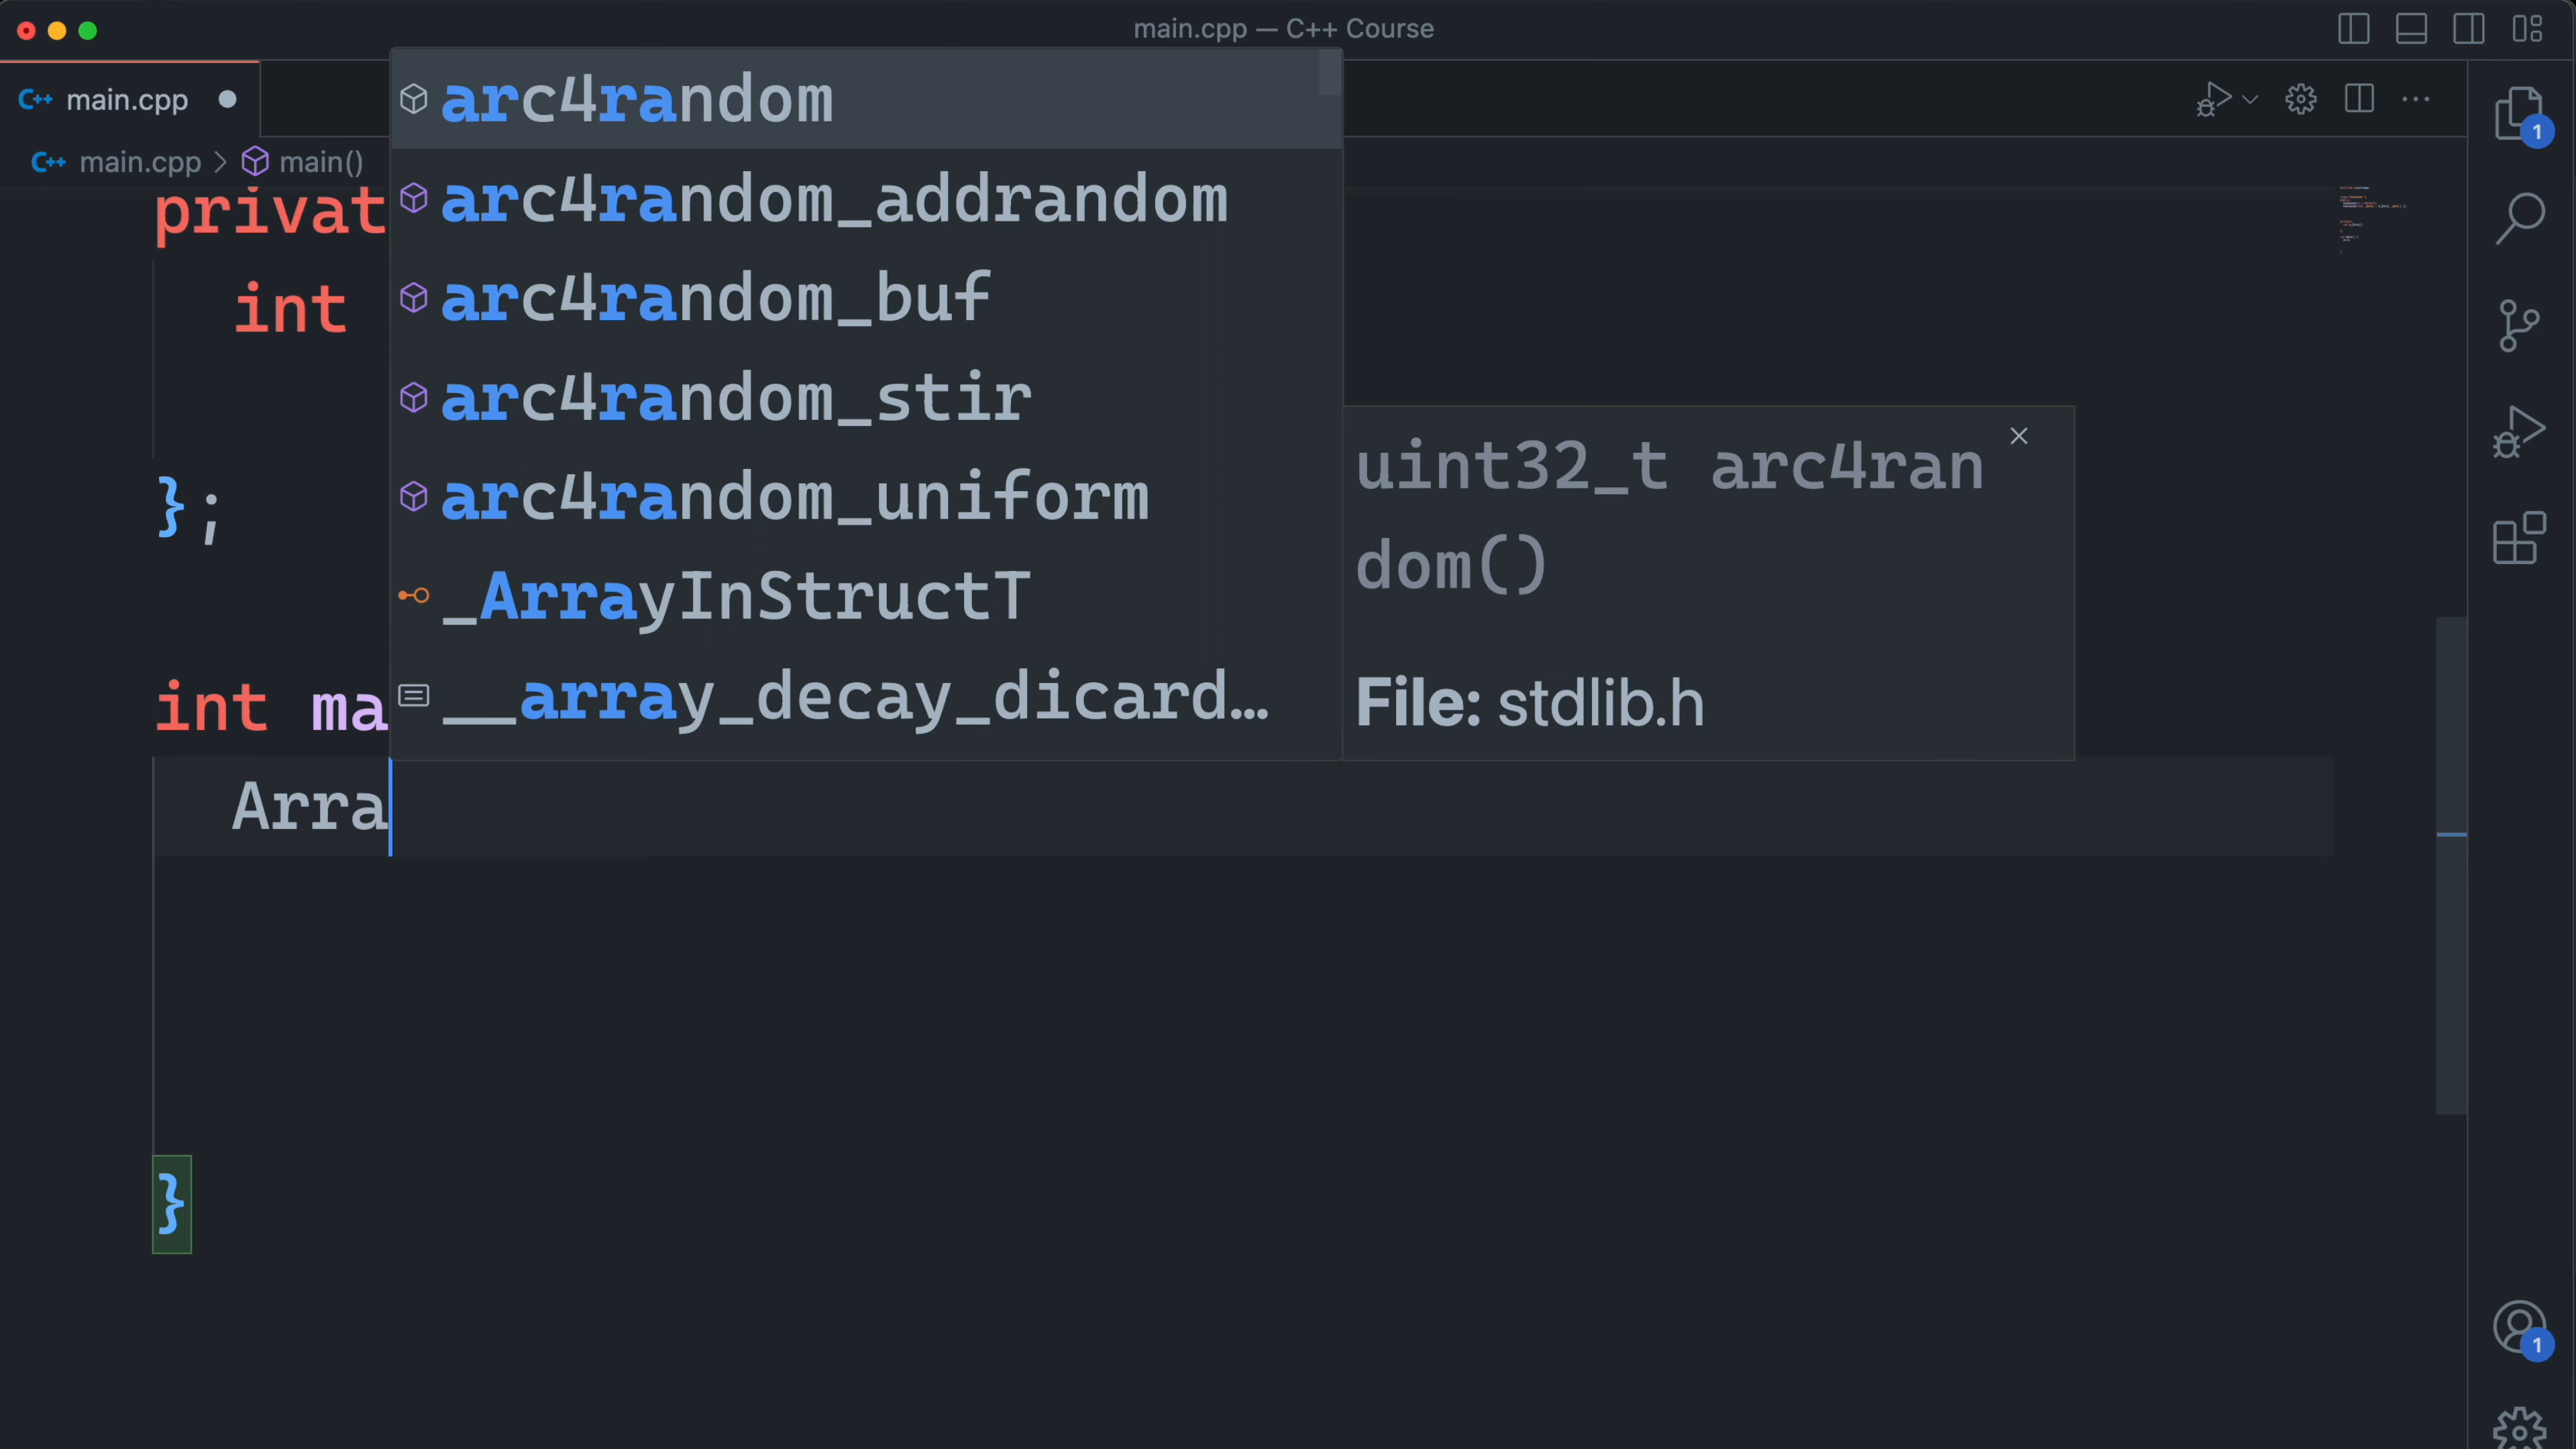 main.cpp — C++ Course
C++ main.cpp
C++ main.cpp > main()
privat
int
};
int ma
Arra
}
arc4random
arc4random_addrandom
arc4random_buf
arc4random_stir
arc4random_uniform
_ArrayInStructT
__array_decay_dicard…
uint32_t arc4ran
dom()
File: stdlib.h
1
1